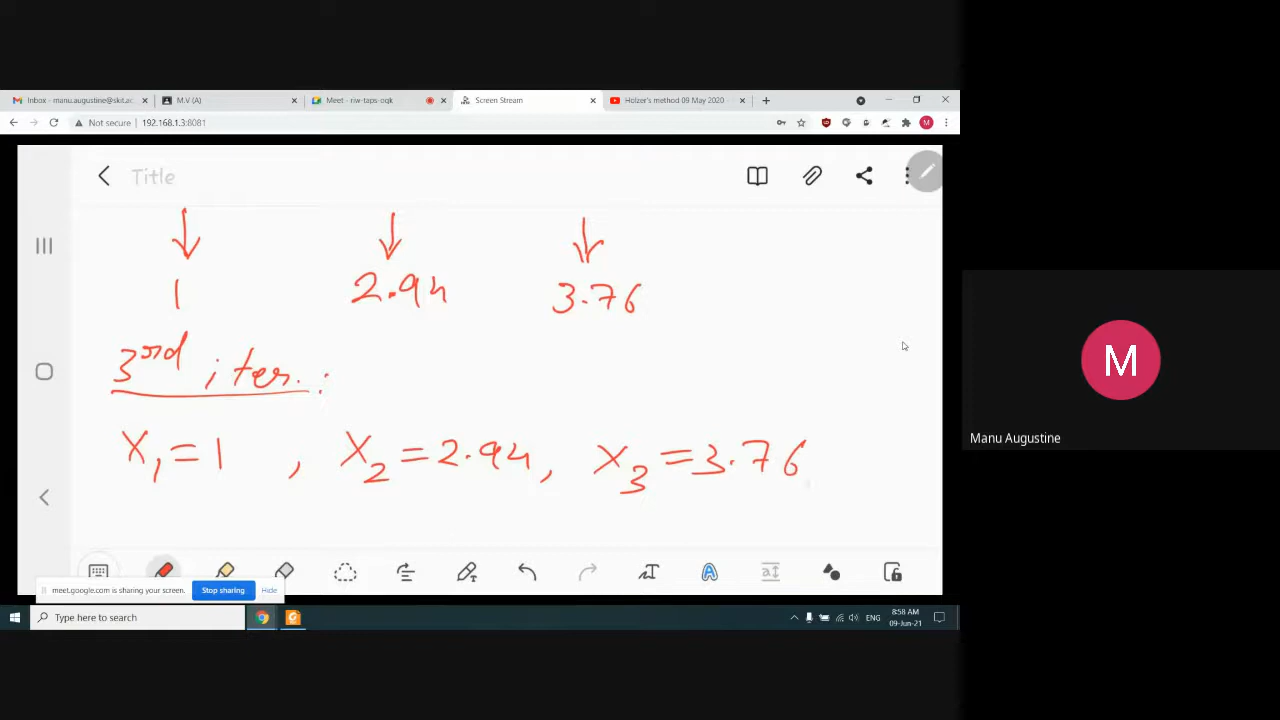 Inbox - manu.augustine@skit.ac
M.V (A)
Meet - riw-taps-oqk
Screen Stream
Holzer's method 09 May 2020
Not secure | 192.168.1.3:8081
M
Title
1 2.94 3.76
3rd iter. :
X1 = 1 , X2 = 2.94, X3 = 3.76
meet.google.com is sharing your screen. Stop sharing Hide
Type here to search
ENG
8:58 AM
09-Jun-21
M
Manu Augustine